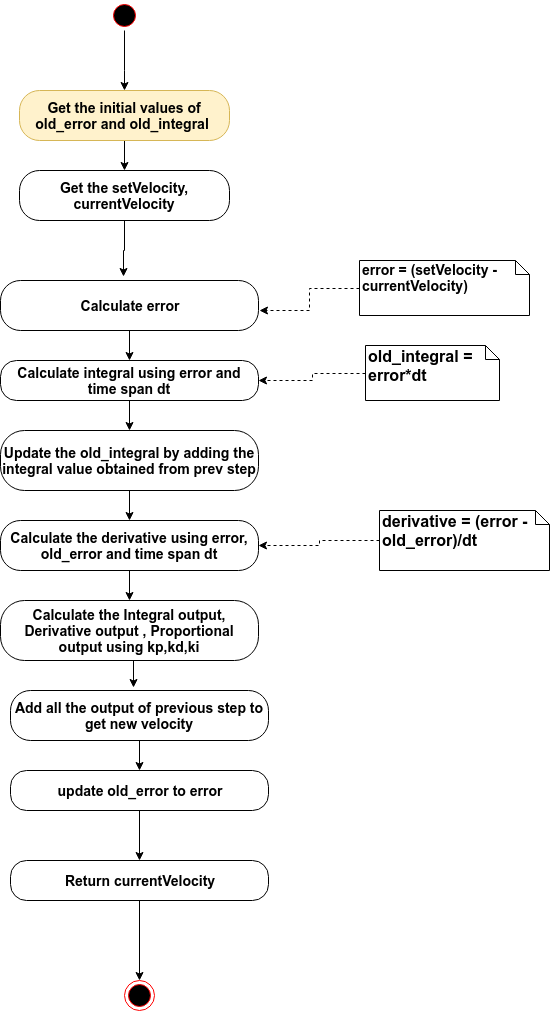 Get the initial values of
old_error and old_integral
Get the setVelocity,
currentVelocity
error = (setVelocity -
currentVelocity)
Calculate error
old_integral =
error*dt
Calculate integral using error and
time span dt
Update the old_integral by adding the
integral value obtained from prev step
derivative = (error -
old_error)/dt
Calculate the derivative using error,
old_error and time span dt
Calculate the Integral output,
Derivative output , Proportional
output using kp,kd,ki
Add all the output of previous step to
get new velocity
update old_error to error
Return currentVelocity